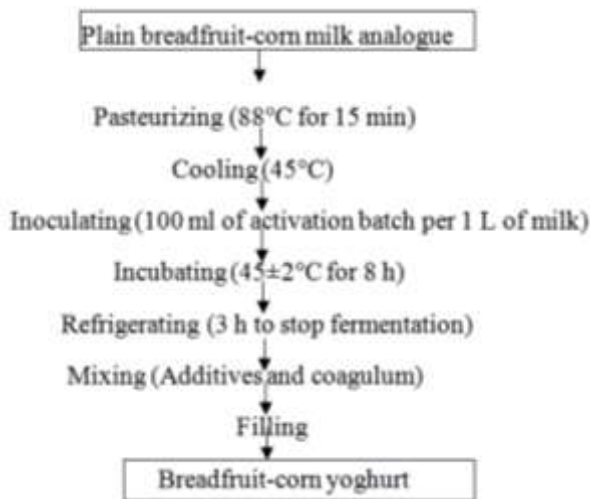 Plain breadfruit-corn milk analogue
Pasteurizing (88°C for 15 min)
Cooling (45°C)
Inoculating (100 ml of activation batch per 1 L of milk)
Incubating (45±2°C for 8 h)
Refrigerating (3 h to stop fermentation)
Mixing (Additives and coagulum)
Filling
Breadfruit-corn yoghurt